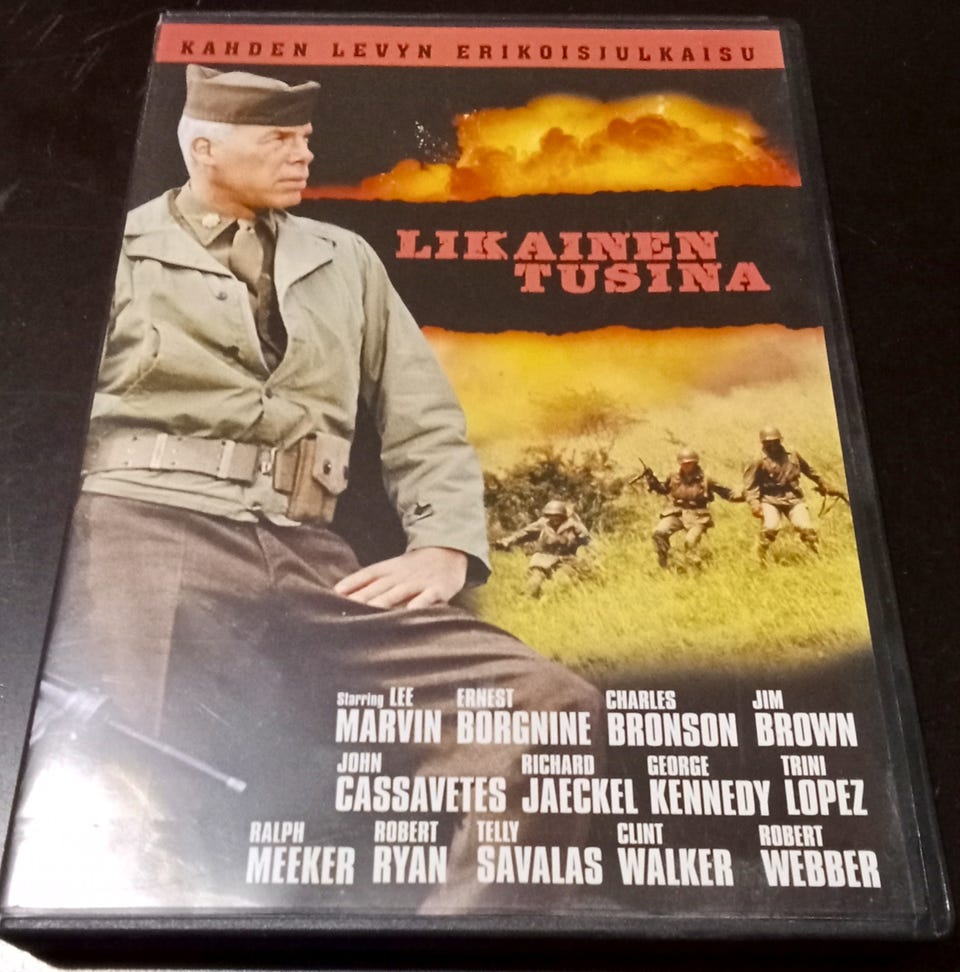 KAHDEN LEVYN ERIKOISJULKAISU
LIKAINEN
TUSINA
Starring LEE MARVIN ERNEST BORGNINE CHARLES BRONSON JIM BROWN
JOHN CASSAVETES RICHARD JAECKEL GEORGE KENNEDY TRINI LOPEZ
RALPH MEEKER ROBERT RYAN TELLY SAVALAS CLINT WALKER ROBERT WEBBER